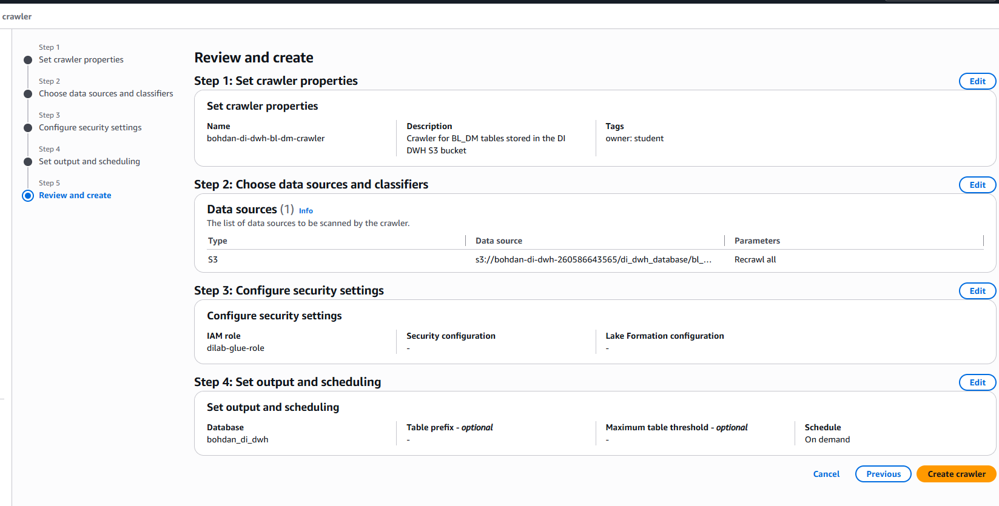 crawler
Step 1
Set crawler properties
Step 2
Choose data sources and classifiers
Step 3
Configure security settings
Step 4
Set output and scheduling
Step 5
Review and create
Review and create
Step 1: Set crawler properties
Edit
Set crawler properties
Name
bohdan-di-dwh-bl-dm-crawler
Description
Crawler for BL_DM tables stored in the DI
DWH S3 bucket
Tags
owner: student
Step 2: Choose data sources and classifiers
Edit
Data sources (1) Info
The list of data sources to be scanned by the crawler.
Type
Data source
Parameters
S3
s3://bohdan-di-dwh-260586643565/di_dwh_database/bl_...
Recrawl all
Step 3: Configure security settings
Edit
Configure security settings
IAM role
dilab-glue-role
Security configuration
-
Lake Formation configuration
-
Step 4: Set output and scheduling
Edit
Set output and scheduling
Database
bohdan_di_dwh
Table prefix - optional
-
Maximum table threshold - optional
-
Schedule
On demand
Cancel
Previous
Create crawler